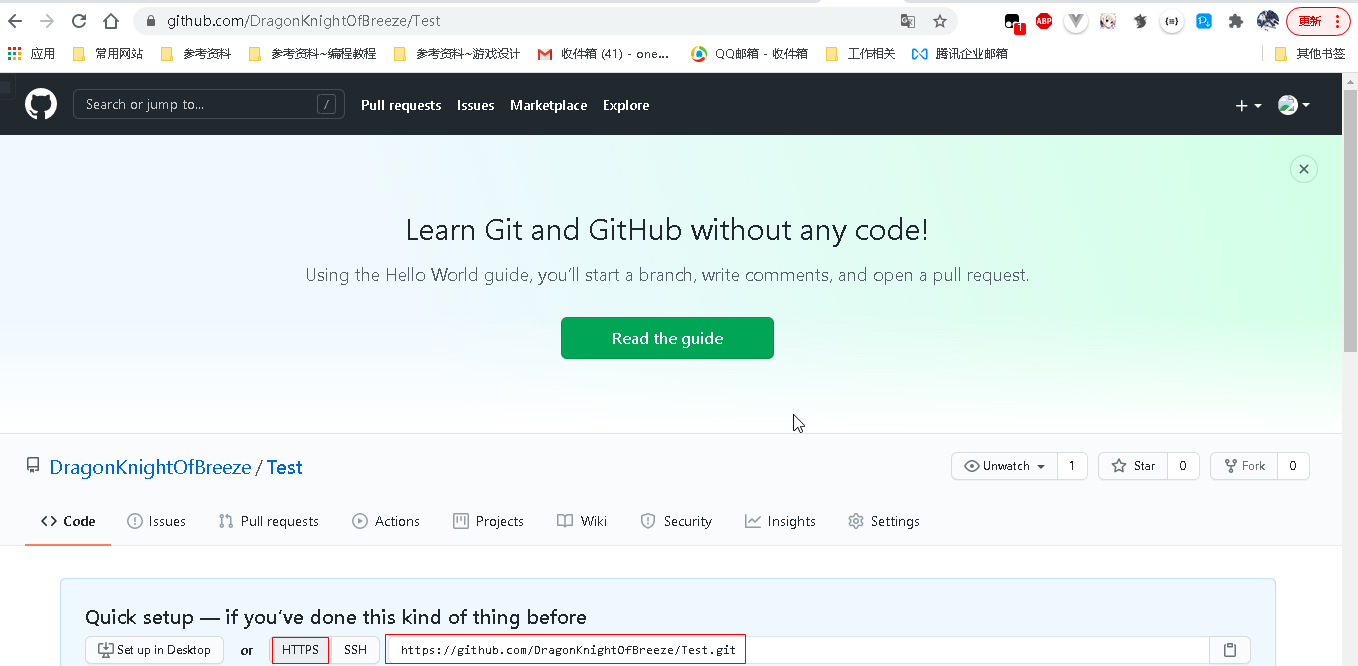 github.com/DragonKnightOfBreeze/Test
ABP
1
更新
应用
常用网站
参考资料
参考资料~编程教程
参考资料~游戏设计
收件箱 (41) - one...
QQ邮箱 - 收件箱
工作相关
腾讯企业邮箱
其他书签
Search or jump to...
/
Pull requests
Issues
Marketplace
Explore
Learn Git and GitHub without any code!
Using the Hello World guide, you’ll start a branch, write comments, and open a pull request.
Read the guide
DragonKnightOfBreeze / Test
Unwatch
1
Star
0
Fork
0
Code
Issues
Pull requests
Actions
Projects
Wiki
Security
Insights
Settings
Quick setup — if you’ve done this kind of thing before
Set up in Desktop
or
HTTPS
SSH
https://github.com/DragonKnightOfBreeze/Test.git